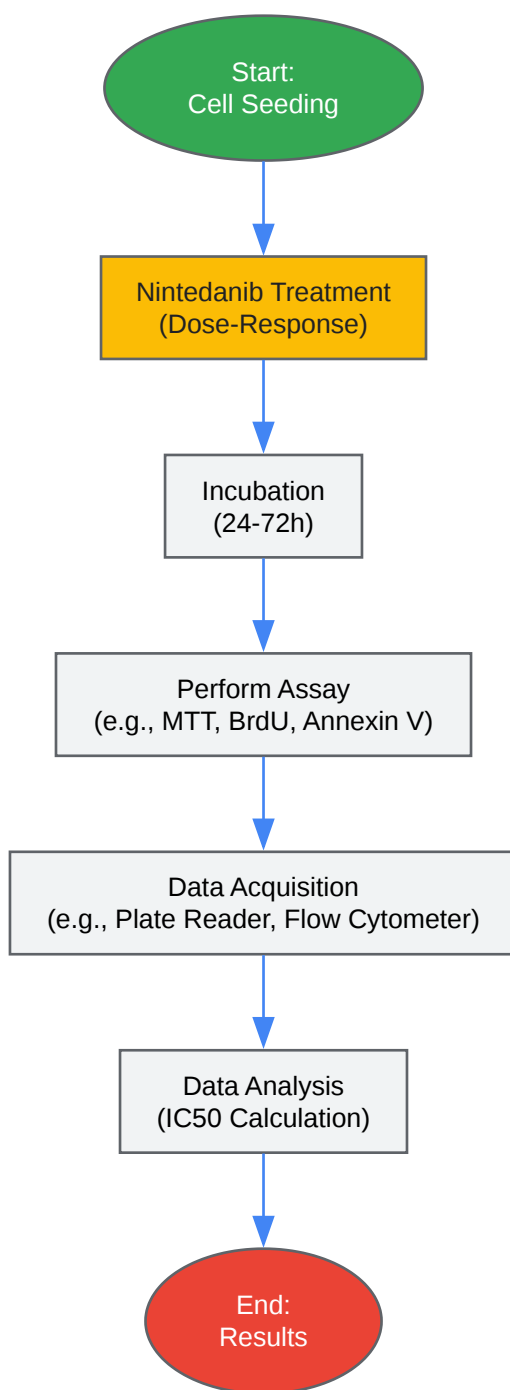 Start:
Cell Seeding
Nintedanib Treatment
(Dose-Response)
Incubation
(24-72h)
Perform Assay
(e.g., MTT, BrdU, Annexin V)
Data Acquisition
(e.g., Plate Reader, Flow Cytometer)
Data Analysis
(IC50 Calculation)
End:
Results